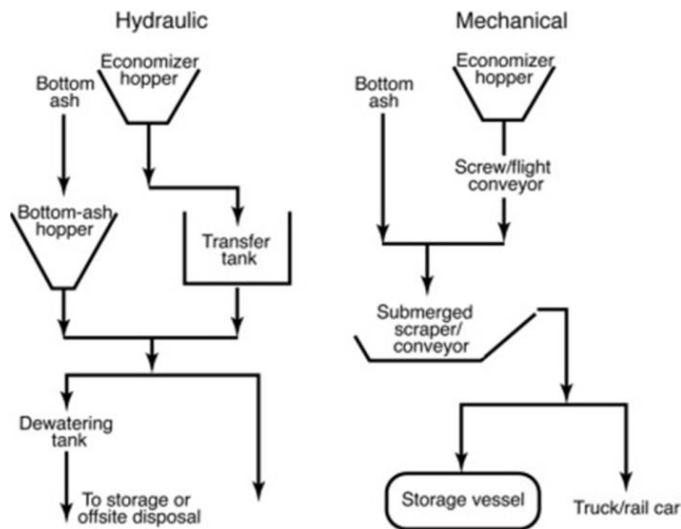 Hydraulic
Economizer
hopper
Bottom
ash
Bottom-ash
hopper
Transfer
tank
Dewatering
tank
To storage or
offsite disposal
Mechanical
Economizer
hopper
Bottom
ash
Screw/flight
conveyor
Submerged
scraper/
conveyor
Storage vessel
Truck/rail car